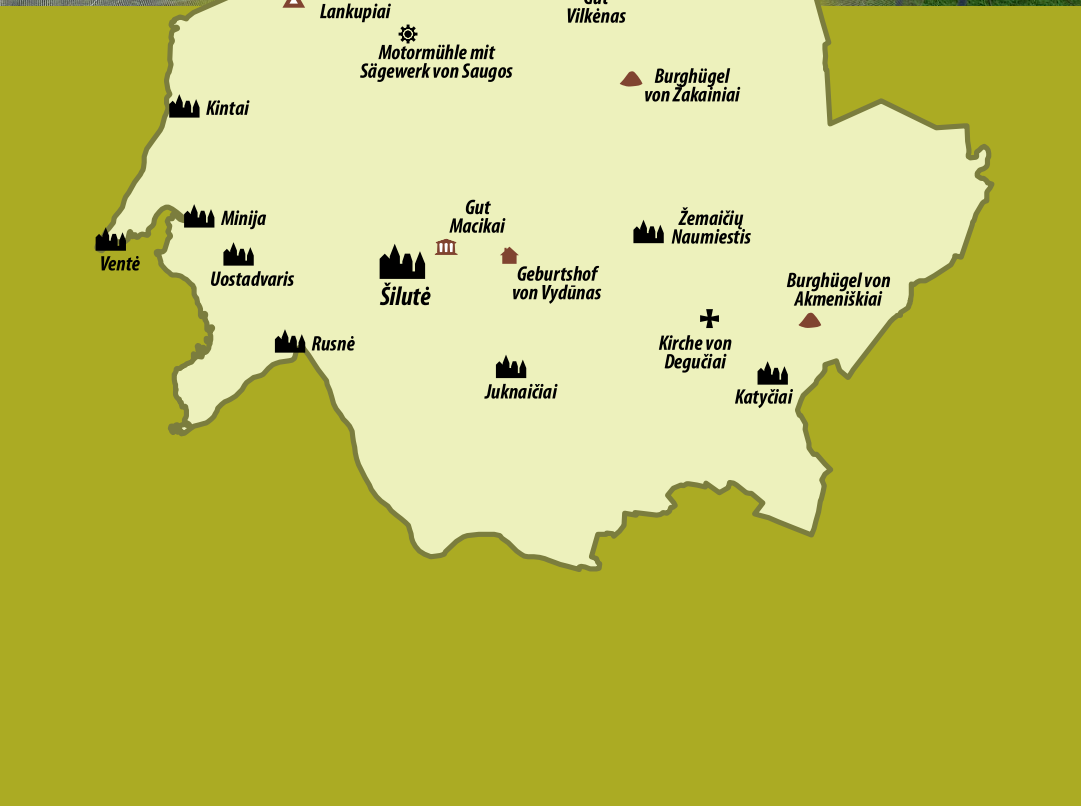 Lankupiai
Gut
Vilkėnas
Motormühle mit
Sägewerk von Saugos
Burghügel
von Žakainiai
Kintai
Gut
Macikai
Minija
Žemaičių
Naumiestis
Ventė
Uostadvaris
Šilutė
Geburtshof
von Vydūnas
Burghügel von
Akmeniškiai
Rusnė
Kirche von
Degučiai
Juknaičiai
Katyčiai